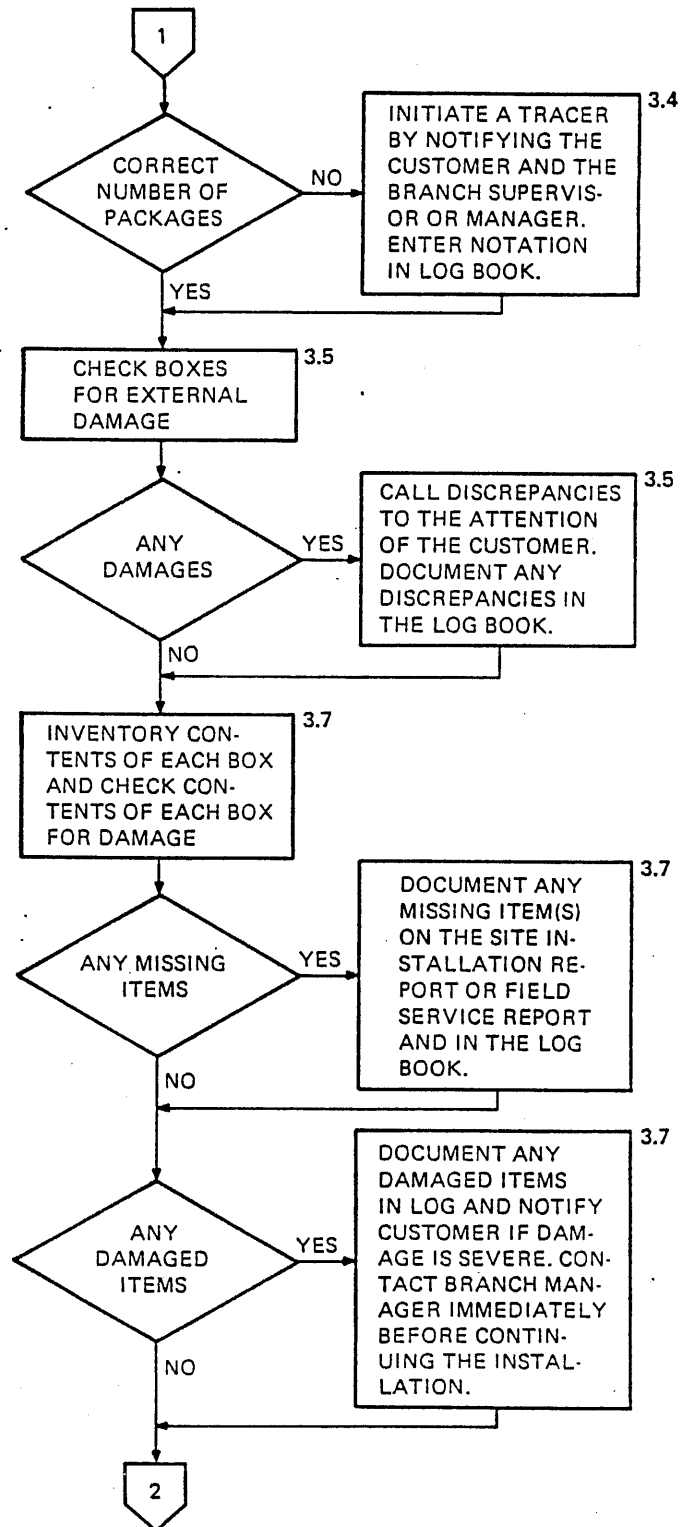 1
CORRECT
NUMBER OF
PACKAGES
NO
3.4
INITIATE A TRACER
BY NOTIFYING THE
CUSTOMER AND THE
BRANCH SUPERVIS-
OR OR MANAGER.
ENTER NOTATION
IN LOG BOOK.
YES
3.5
CHECK BOXES
FOR EXTERNAL
DAMAGE
ANY
DAMAGES
YES
3.5
CALL DISCREPANCIES
TO THE ATTENTION
OF THE CUSTOMER.
DOCUMENT ANY
DISCREPANCIES IN
THE LOG BOOK.
NO
3.7
INVENTORY CON-
TENTS OF EACH BOX
AND CHECK CON-
TENTS OF EACH BOX
FOR DAMAGE
ANY MISSING
ITEMS
YES
3.7
DOCUMENT ANY
MISSING ITEM(S)
ON THE SITE IN-
STALLATION RE-
PORT OR FIELD
SERVICE REPORT
AND IN THE LOG
BOOK.
NO
ANY
DAMAGED
ITEMS
YES
3.7
DOCUMENT ANY
DAMAGED ITEMS
IN LOG AND NOTIFY
CUSTOMER IF DAM-
AGE IS SEVERE. CON-
TACT BRANCH MAN-
AGER IMMEDIATELY
BEFORE CONTIN-
UING THE INSTAL-
LATION.
NO
2